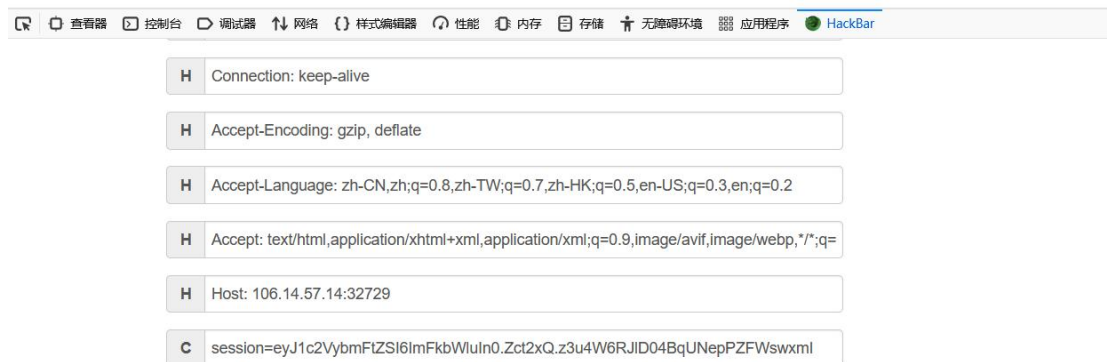 查看器 控制台 调试器 网络 {} 样式编辑器 性能 内存 存储 无障碍环境 应用程序 HackBar
H Connection: keep-alive
H Accept-Encoding: gzip, deflate
H Accept-Language: zh-CN,zh;q=0.8,zh-TW;q=0.7,zh-HK;q=0.5,en-US;q=0.3,en;q=0.2
H Accept: text/html,application/xhtml+xml,application/xml;q=0.9,image/avif,image/webp,*/*;q=
H Host: 106.14.57.14:32729
C session=eyJ1c2VybmFtZSI6ImFkbWluIn0.Zct2xQ.z3u4W6RJlD04BqUNepPZFWswxmI